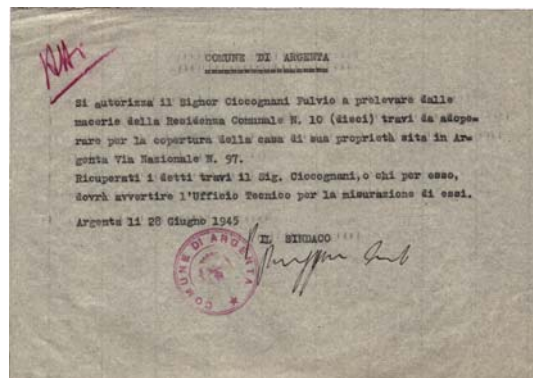 COMUNE DI ARGENTA
Si autorizza il Signor Ciccognani Fulvio a prelevare dalle
macerie della Residenza Comunale N. 10 (dieci) travi da adope=
rare per la copertura della casa di sua proprietà sita in Ar=
genta Via Nazionale N. 97.
Ricuperati i detti travi il Sig. Ciccognani,o chi per esso,
dovrà avvertire l'Ufficio Tecnico per la misurazione di essi.
Argenta li 28 Giugno 1945
IL SINDACO
COMUNE DI ARGENTA